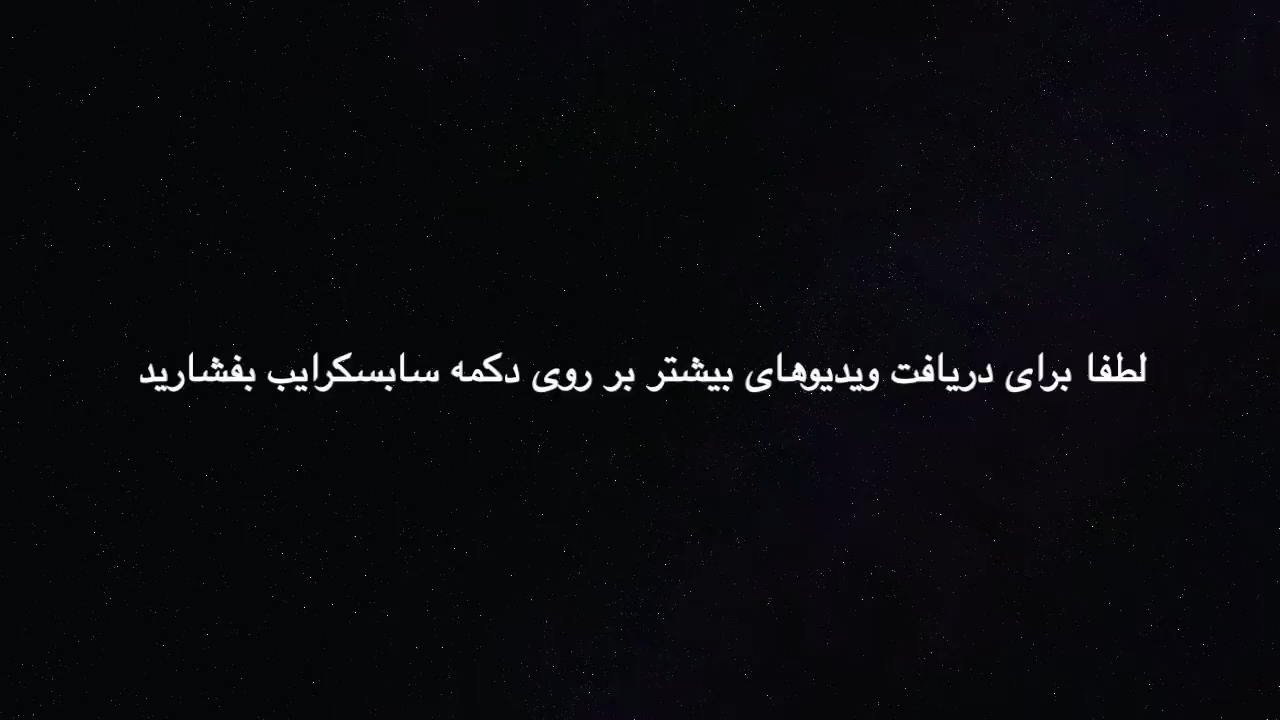 لطفا برای دریافت ویدیوهای بیشتر بر روی دکمه سابسکرایب بفشارید